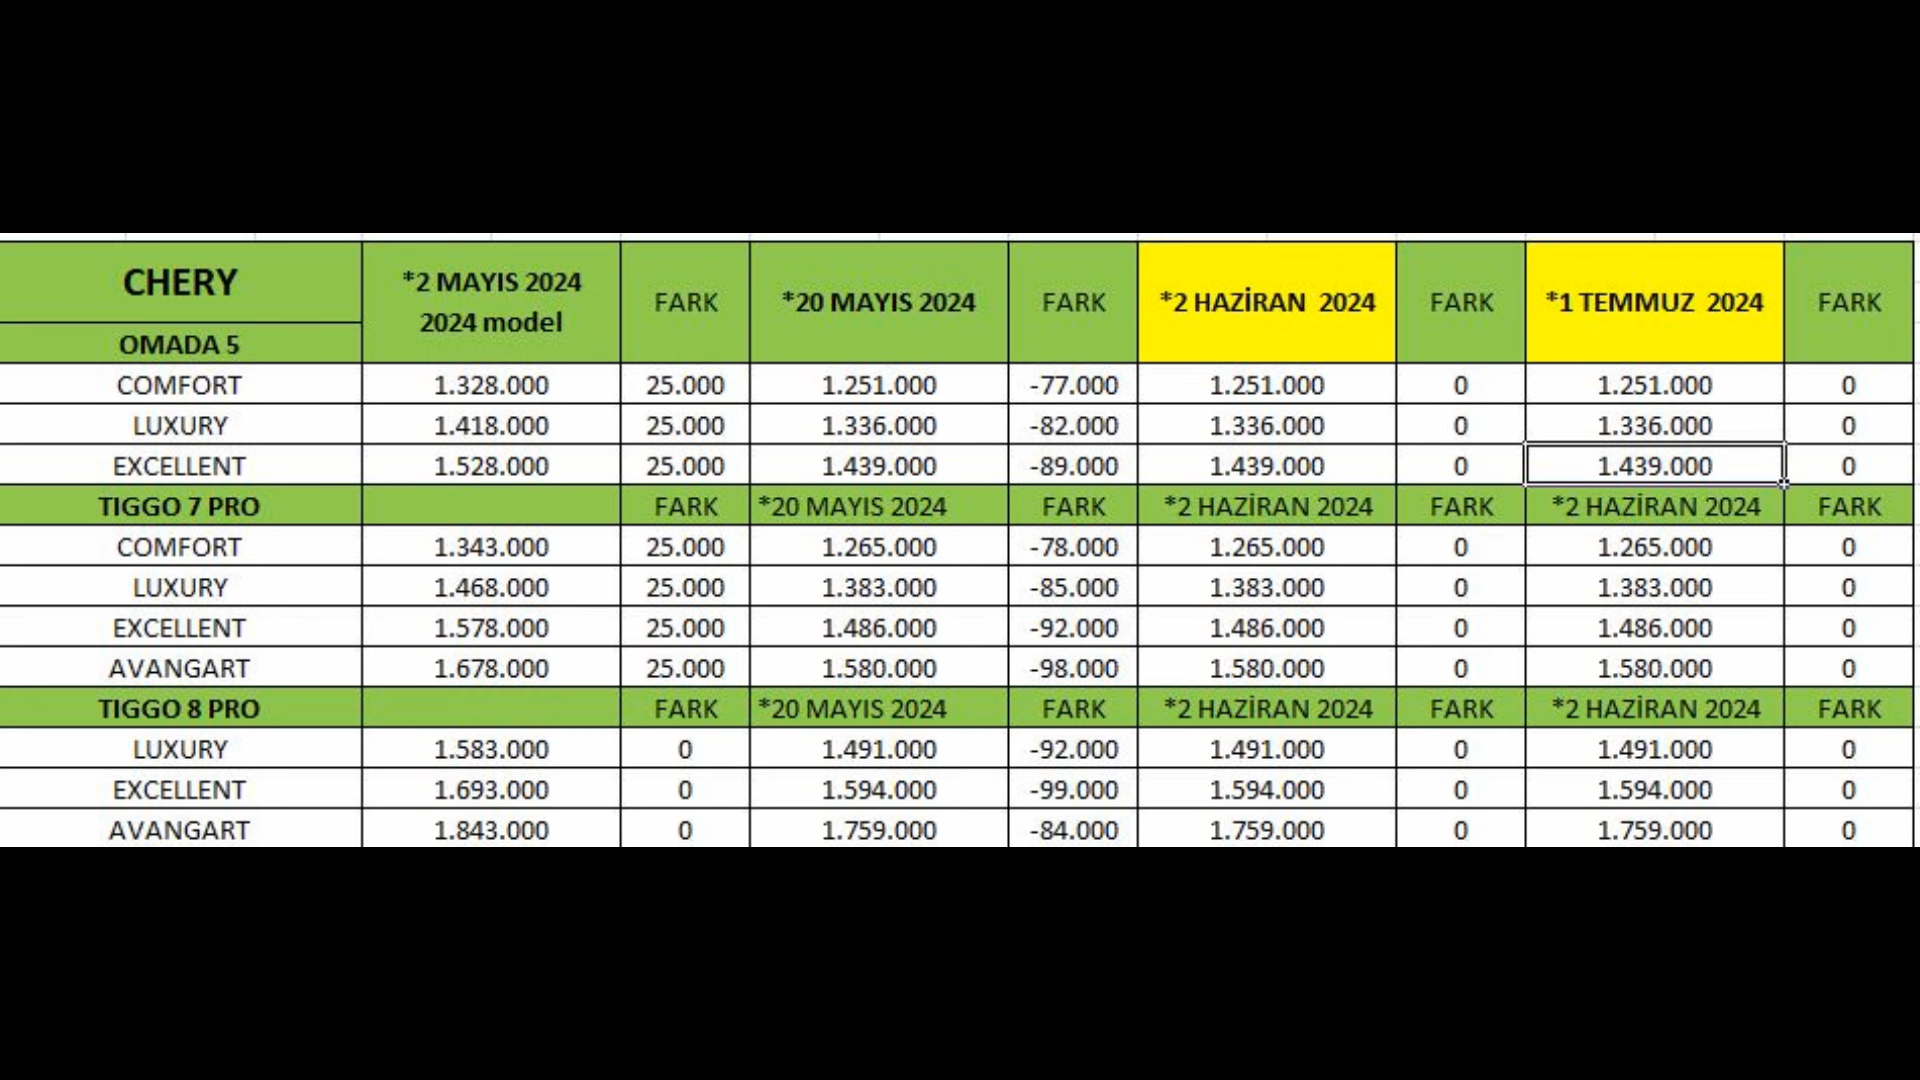 CHERY *2 MAYIS 2024 2024 model FARK *20 MAYIS 2024 FARK *2 HAZİRAN 2024 FARK *1 TEMMUZ 2024 FARK
OMADA 5
COMFORT 1.328.000 25.000 1.251.000 -77.000 1.251.000 0 1.251.000 0
LUXURY 1.418.000 25.000 1.336.000 -82.000 1.336.000 0 1.336.000 0
EXCELLENT 1.528.000 25.000 1.439.000 -89.000 1.439.000 0 1.439.000 0
TIGGO 7 PRO FARK *20 MAYIS 2024 FARK *2 HAZİRAN 2024 FARK *2 HAZİRAN 2024 FARK
COMFORT 1.343.000 25.000 1.265.000 -78.000 1.265.000 0 1.265.000 0
LUXURY 1.468.000 25.000 1.383.000 -85.000 1.383.000 0 1.383.000 0
EXCELLENT 1.578.000 25.000 1.486.000 -92.000 1.486.000 0 1.486.000 0
AVANGART 1.678.000 25.000 1.580.000 -98.000 1.580.000 0 1.580.000 0
TIGGO 8 PRO FARK *20 MAYIS 2024 FARK *2 HAZİRAN 2024 FARK *2 HAZİRAN 2024 FARK
LUXURY 1.583.000 0 1.491.000 -92.000 1.491.000 0 1.491.000 0
EXCELLENT 1.693.000 0 1.594.000 -99.000 1.594.000 0 1.594.000 0
AVANGART 1.843.000 0 1.759.000 -84.000 1.759.000 0 1.759.000 0